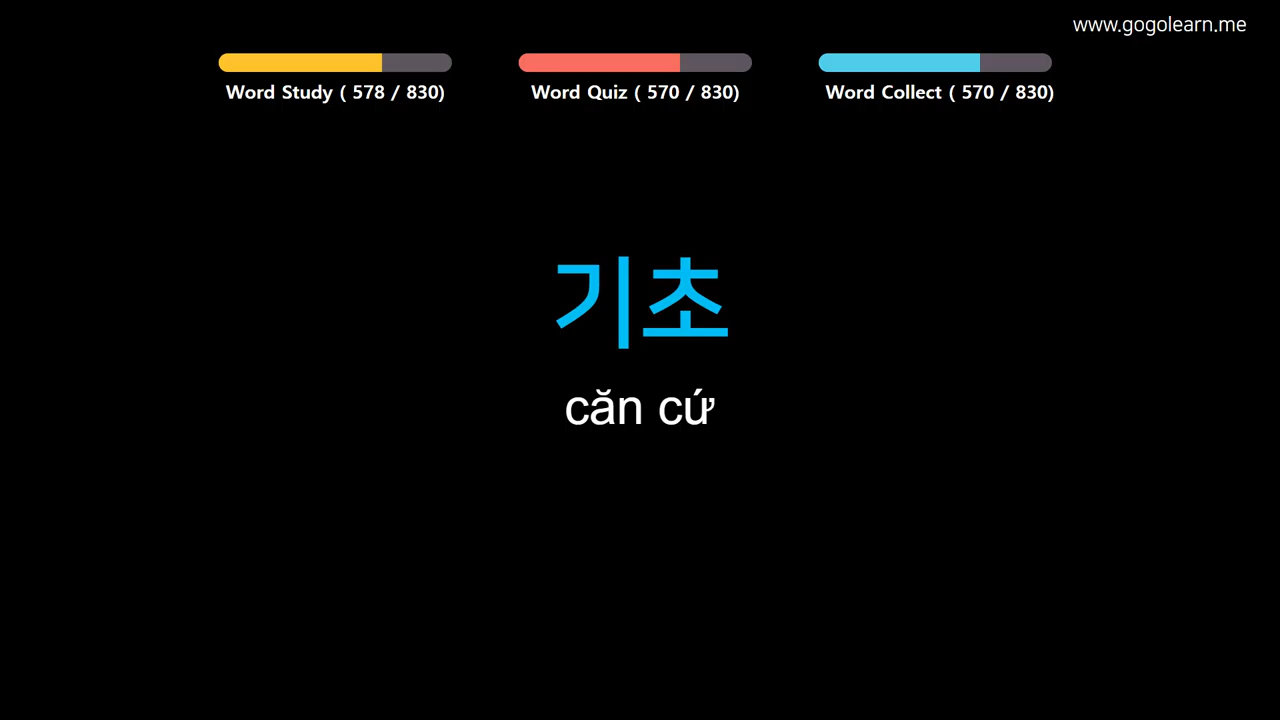 www.gogolearn.me
Word Study ( 578 / 830)
Word Quiz ( 570 / 830)
Word Collect ( 570 / 830)
기초
căn cứ